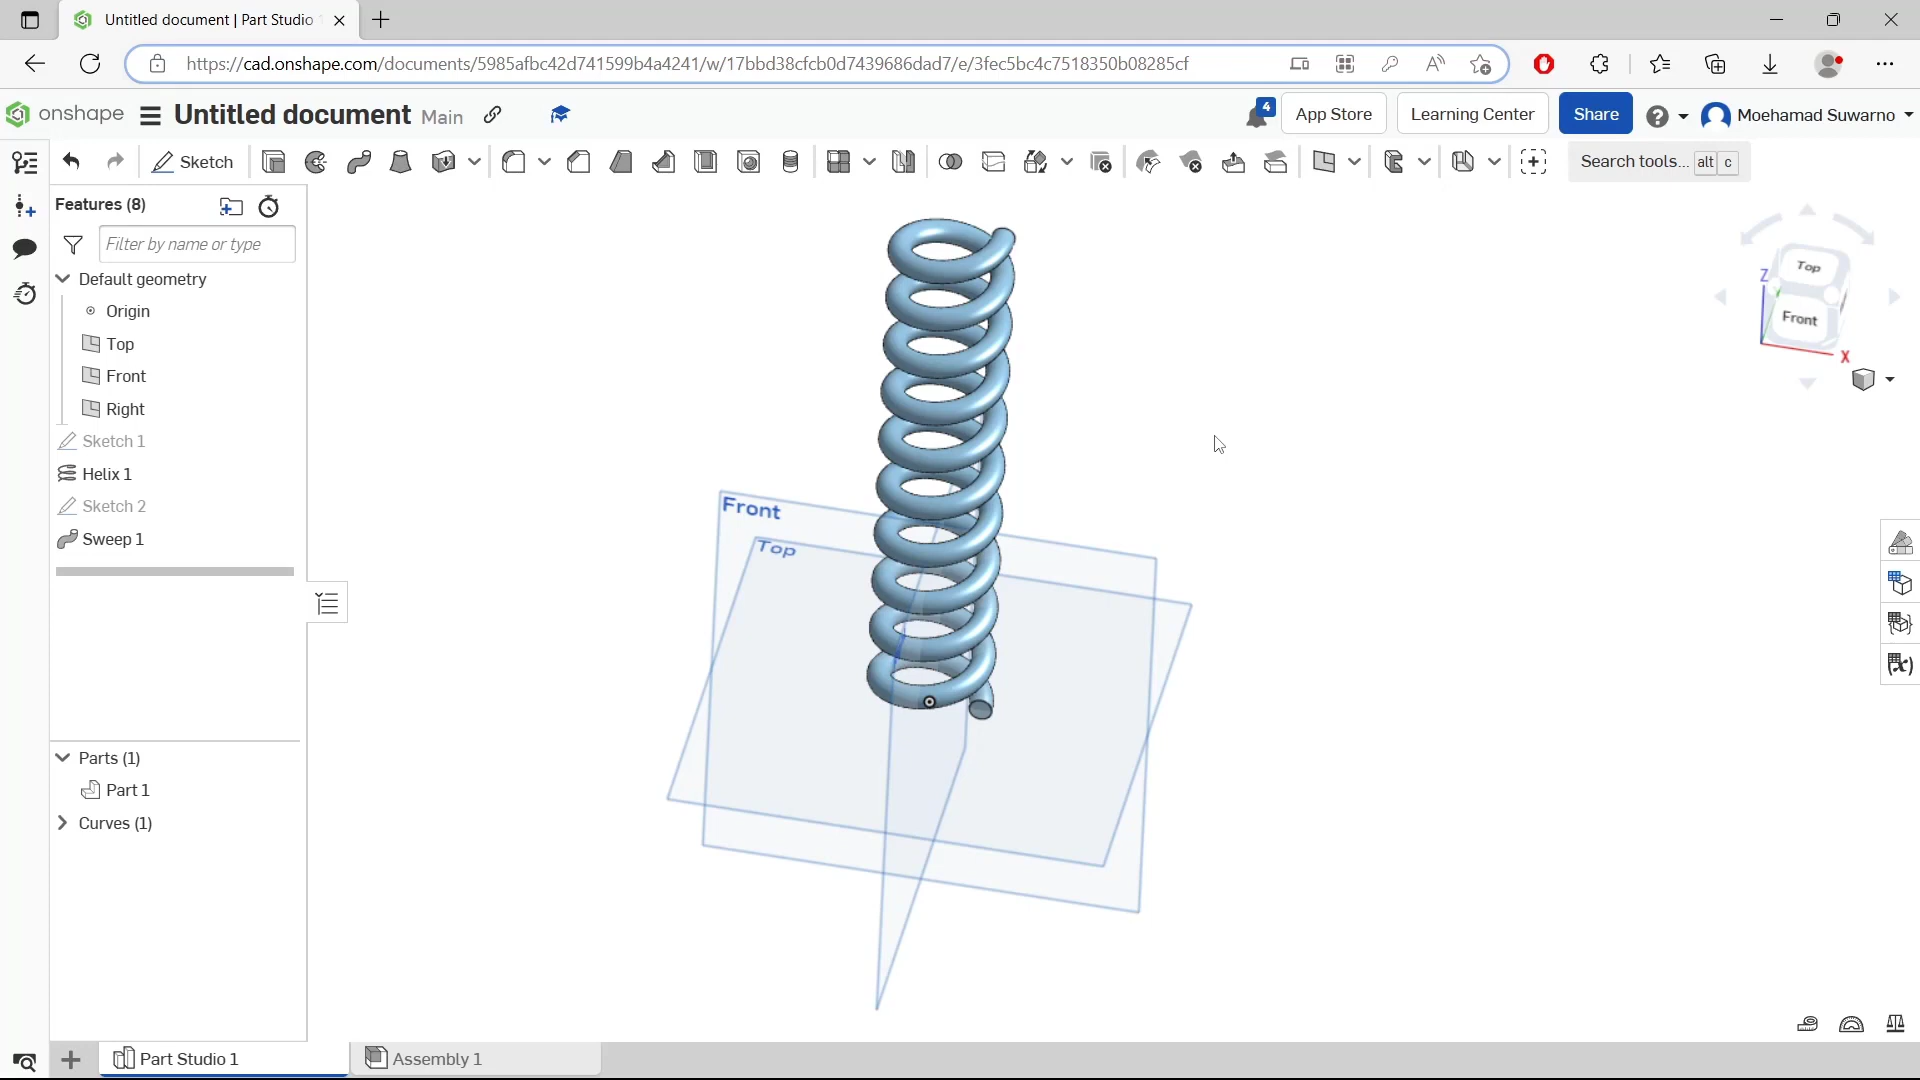 Untitled document | Part Studio 1
https://cad.onshape.com/documents/5985afbc42d741599b4a4241/w/17bbd38cfcb0d7439686dad7/e/3fec5bc4c7518350b08285cf
onshape Untitled document Main 4 App Store Learning Center Share Moehamad Suwarno
Sketch Search tools... alt c
Features (8)
Filter by name or type
Default geometry
Origin
Top
Front
Right
Sketch 1
Helix 1
Sketch 2
Sweep 1
Parts (1)
Part 1
Curves (1)
Front
Top
Top
Z
Front
X
Part Studio 1 Assembly 1